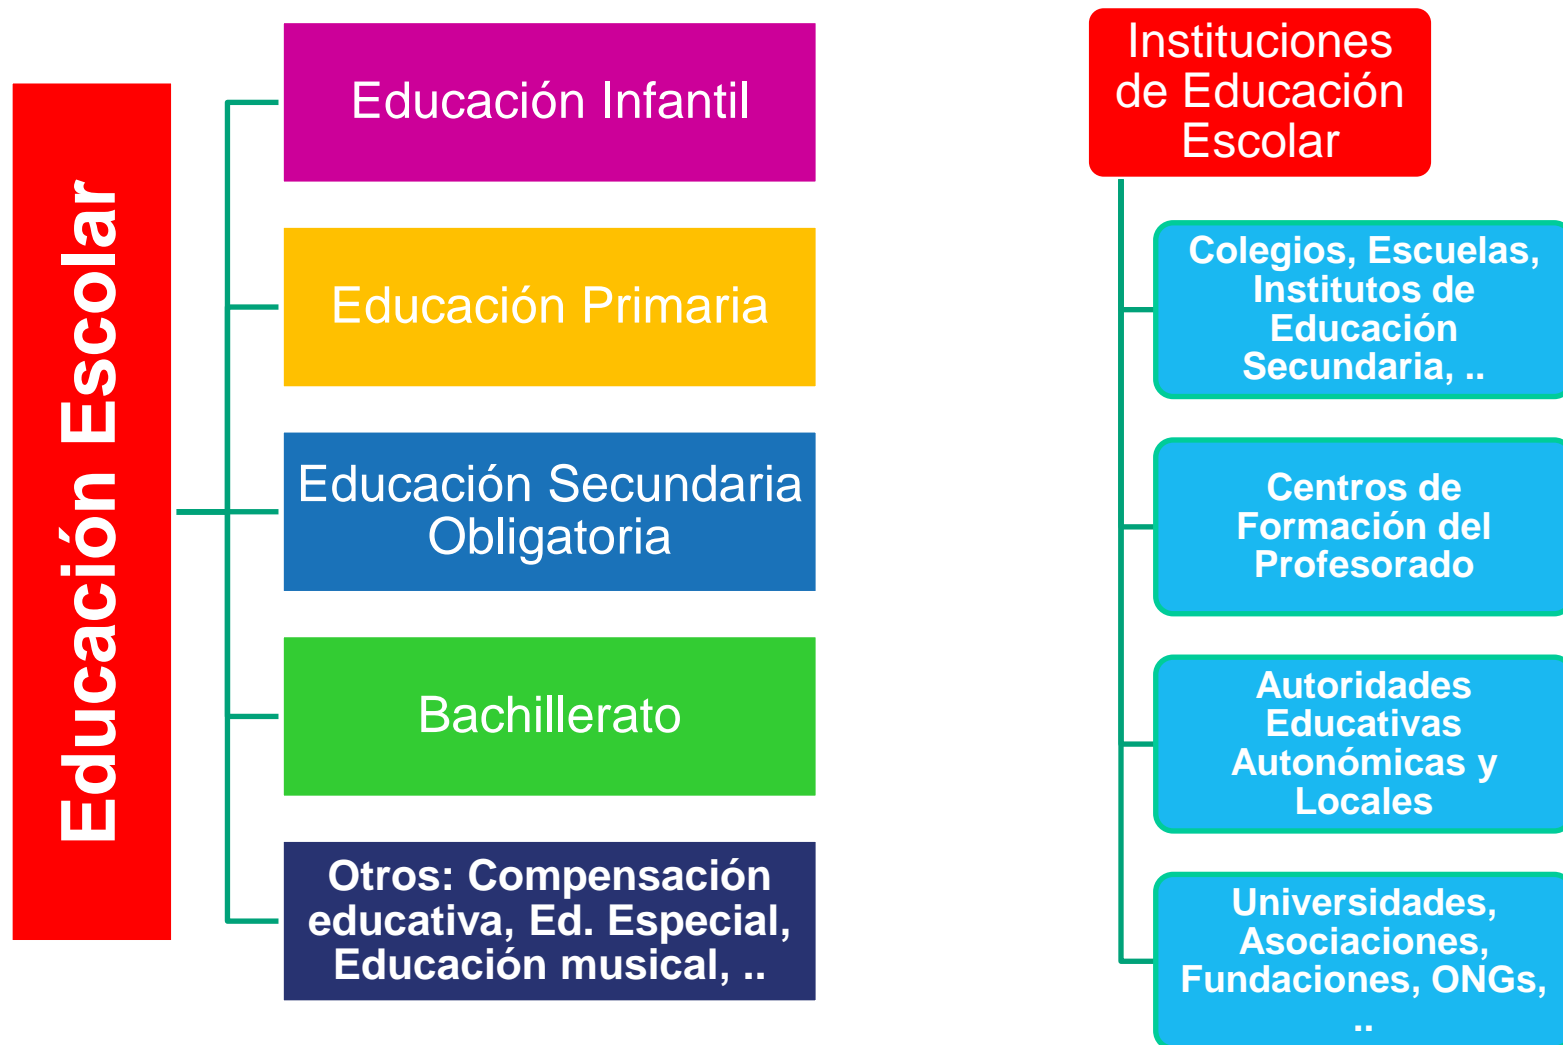 Educación Escolar
Educación Infantil
Educación Primaria
Educación Secundaria
Obligatoria
Bachillerato
Otros: Compensación
educativa, Ed. Especial,
Educación musical, ..
Instituciones
de Educación
Escolar
Colegios, Escuelas,
Institutos de
Educación
Secundaria, ..
Centros de
Formación del
Profesorado
Autoridades
Educativas
Autonómicas y
Locales
Universidades,
Asociaciones,
Fundaciones, ONGs,
..